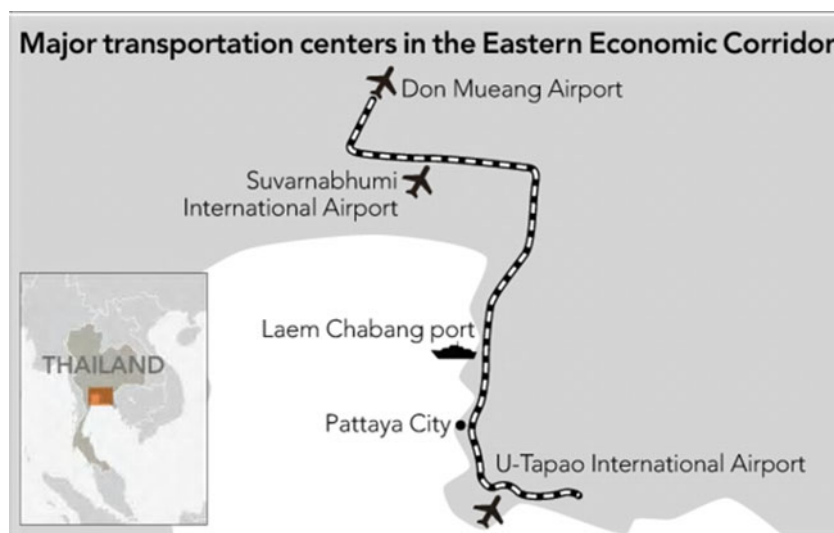 Major transportation centers in the Eastern Economic Corridor
Don Mueang Airport
Suvarnabhumi
International Airport
Laem Chabang port
THAILAND
Pattaya City
U-Tapao International Airport